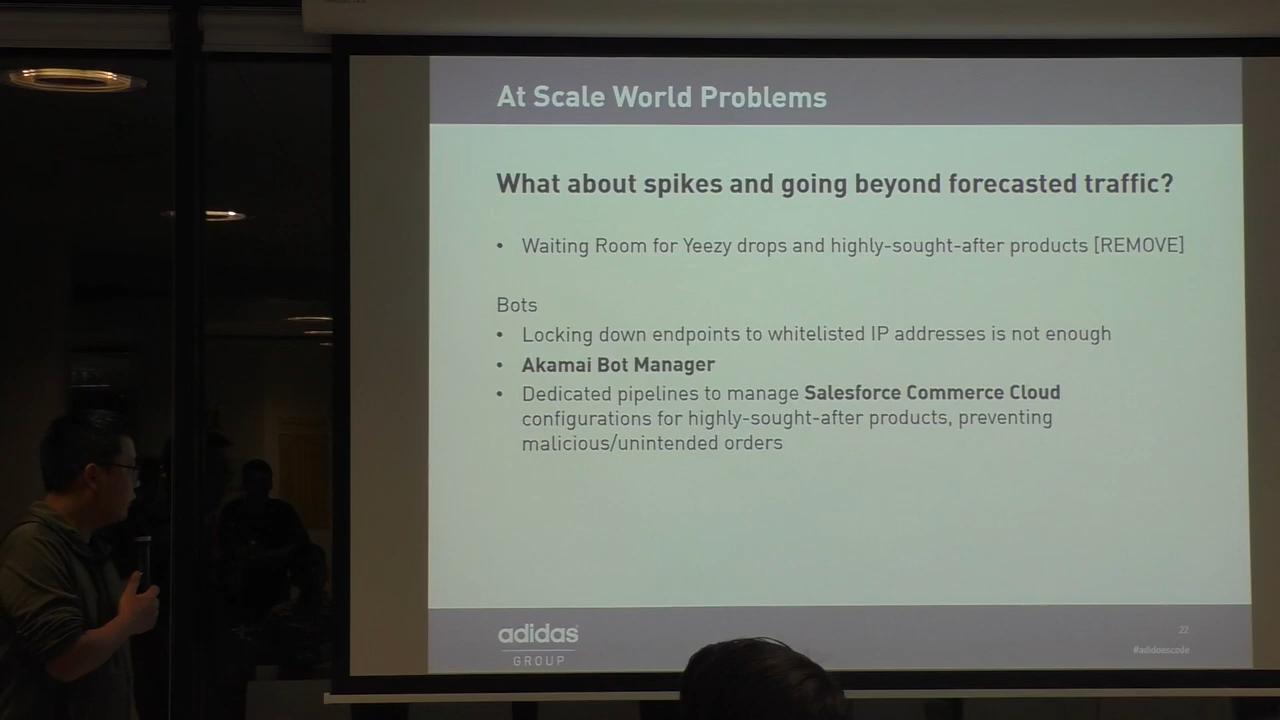 At Scale World Problems
What about spikes and going beyond forecasted traffic?
• Waiting Room for Yeezy drops and highly-sought-after products [REMOVE]
Bots
• Locking down endpoints to whitelisted IP addresses is not enough
• Akamai Bot Manager
• Dedicated pipelines to manage Salesforce Commerce Cloud
configurations for highly-sought-after products, preventing
malicious/unintended orders
adidas
GROUP
22
#adidoescode